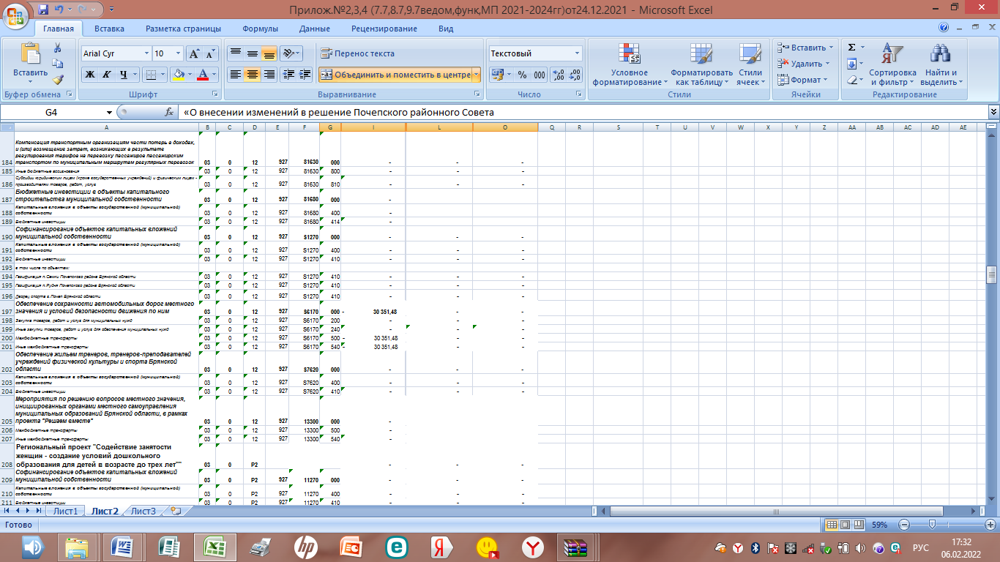 Прилож.№2,3,4 (7.7,8.7,9.7ведом,функ,МП 2021-2024гг)от24.12.2021 - Microsoft Excel
Главная Вставка Разметка страницы Формулы Данные Рецензирование Вид
Вставить Arial Cyr 10 Перенос текста Текстовый Условное форматирование Форматировать как таблицу Стили ячеек Вставить Удалить Формат Сортировка и фильтр Найти и выделить
Ж К Ч Объединить и поместить в центре % 000
Буфер обмена Шрифт Выравнивание Число Стили Ячейки Редактирование
G4 fx «О внесении изменений в решение Почепского районного Совета
A B C D E F G I L O Q R S T U V W X Y Z AA AB AC AD AE
Компенсация транспортным организациям части потерь в доходах,
и (или) возмещение затрат, возникающих в результате
регулирования тарифов на перевозку пассажиров пассажирским
184 транспортом по муниципальным маршрутам регулярных перевозок 03 0 12 927 81630 000 - - -
185 Иные бюджетные ассигнования 03 0 12 927 81630 800 - - -
Субсидии юридическим лицам (кроме государственных учреждений) и физическим лицам -
186 производителям товаров, работ, услуг 03 0 12 927 81630 810 - - -
Бюджетные инвестиции в объекты капитального
187 строительства муниципальной собственности 03 0 12 927 81680 000 -
Капитальные вложения в объекты государственной (муниципальной)
188 собственности 03 0 12 927 81680 400 -
189 Бюджетные инвестиции 03 0 12 927 81680 414 -
Софинансирование объектов капитальных вложений
190 муниципальной собственности 03 0 12 927 S1270 000 - - -
Капитальные вложения в объекты государственной (муниципальной)
191 собственности 03 0 12 927 S1270 400 - - -
192 Бюджетные инвестиции 03 0 12 927 S1270 410 - - -
193 в том числе по объектам:
194 Газификация п.Семки Почепского района Брянской области 03 0 12 927 S1270 410 - - -
195 Газификация п.Рудня Почепского района Брянской области 03 0 12 927 S1270 410 - - -
196 Дворец спорта г.Почеп Брянской области 03 0 12 927 S1270 410 - - -
Обеспечение сохранности автомобильных дорог местного
197 значения и условий безопасности движения по ним 03 0 12 927 S6170 000 - 30 351,48 - -
198 Закупка товаров, работ и услуг для муниципальных нужд 03 0 12 927 S6170 200 - - -
199 Иные закупки товаров, работ и услуг для обеспечения муниципальных нужд 03 0 12 927 S6170 240 - - -
200 Межбюджетные трансферты 03 0 12 927 S6170 500 - 30 351,48 - -
201 Иные межбюджетные трансферты 03 0 12 927 S6170 540 - 30 351,48 - -
Обеспечение жильем тренеров, тренеров-преподавателей
учреждений физической культуры и спорта Брянской
202 области 03 0 12 927 S7620 000 - - -
Капитальные вложения в объекты государственной (муниципальной)
203 собственности 03 0 12 927 S7620 400 - - -
204 Бюджетные инвестиции 03 0 12 927 S7620 410 - - -
Мероприятия по решению вопросов местного значения,
инициированных органами местного самоуправления
муниципальных образований Брянской области, в рамках
205 проекта "Решаем вместе" 03 0 12 927 13300 000 -
206 Межбюджетные трансферты 03 0 12 927 13300 500 -
207 Иные межбюджетные трансферты 03 0 12 927 13300 540 -
Региональный проект "Содействие занятости
женщин - создание условий дошкольного
208 образования для детей в возрасте до трех лет"" 03 0 P2 - - -
Софинансирование объектов капитальных вложений
209 муниципальной собственности 03 0 P2 927 11270 000 - - -
Капитальные вложения в объекты государственной (муниципальной)
210 собственности 03 0 P2 927 11270 400 - - -
211 Бюджетные инвестиции 03 0 P2 927 11270 410 - - -
Лист1 Лист2 Лист3
Готово 59%
РУС 17:32
06.02.2022